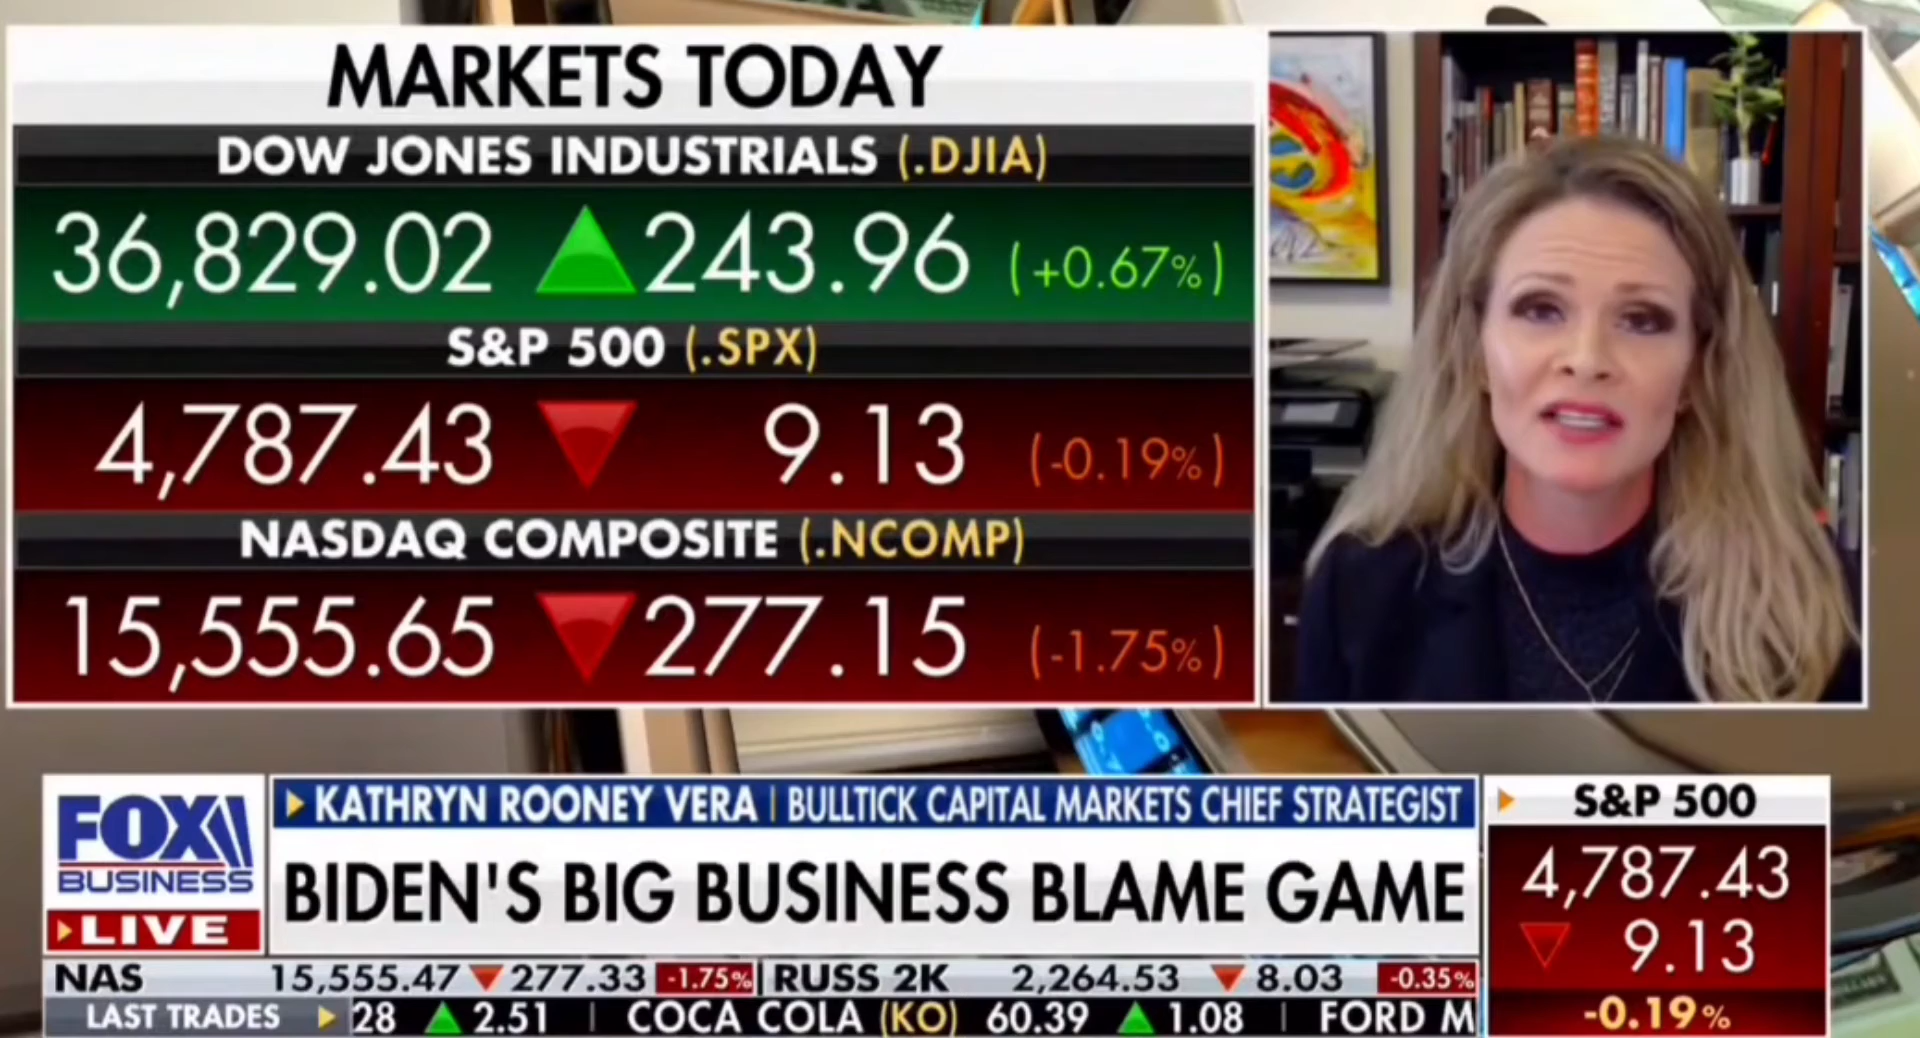 MARKETS TODAY
DOW JONES INDUSTRIALS (.DJIA)
36,829.02 ▲ 243.96 (+0.67%)
S&P 500 (.SPX)
4,787.43 ▼ 9.13 (-0.19%)
NASDAQ COMPOSITE (.NCOMP)
15,555.65 ▼ 277.15 (-1.75%)
KATHRYN ROONEY VERA | BULLTICK CAPITAL MARKETS CHIEF STRATEGIST
BIDEN'S BIG BUSINESS BLAME GAME
FOX
BUSINESS
LIVE
S&P 500
4,787.43
▼ 9.13
-0.19%
NAS 15,555.47 ▼ 277.33 -1.75% | RUSS 2K 2,264.53 ▼ 8.03 -0.35%
LAST TRADES 28 ▲ 2.51 | COCA COLA (KO) 60.39 ▲ 1.08 | FORD M